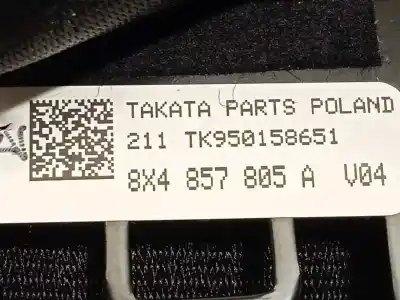 TAKATA PARTS POLAND
211 TK950158651
8X4 857 805 A V04